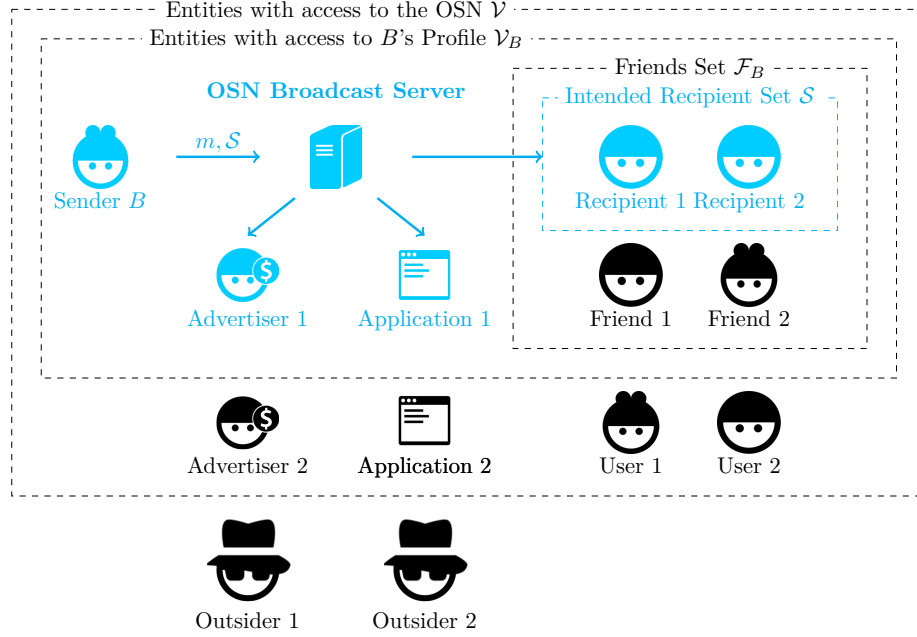 Entities with access to the OSN 𝒱
Entities with access to B's Profile 𝒱_B
Friends Set ℱ_B
OSN Broadcast Server
Intended Recipient Set 𝒮
m, 𝒮
Sender B
Recipient 1
Recipient 2
$
Advertiser 1
Application 1
Friend 1
Friend 2
$
Advertiser 2
Application 2
User 1
User 2
Outsider 1
Outsider 2